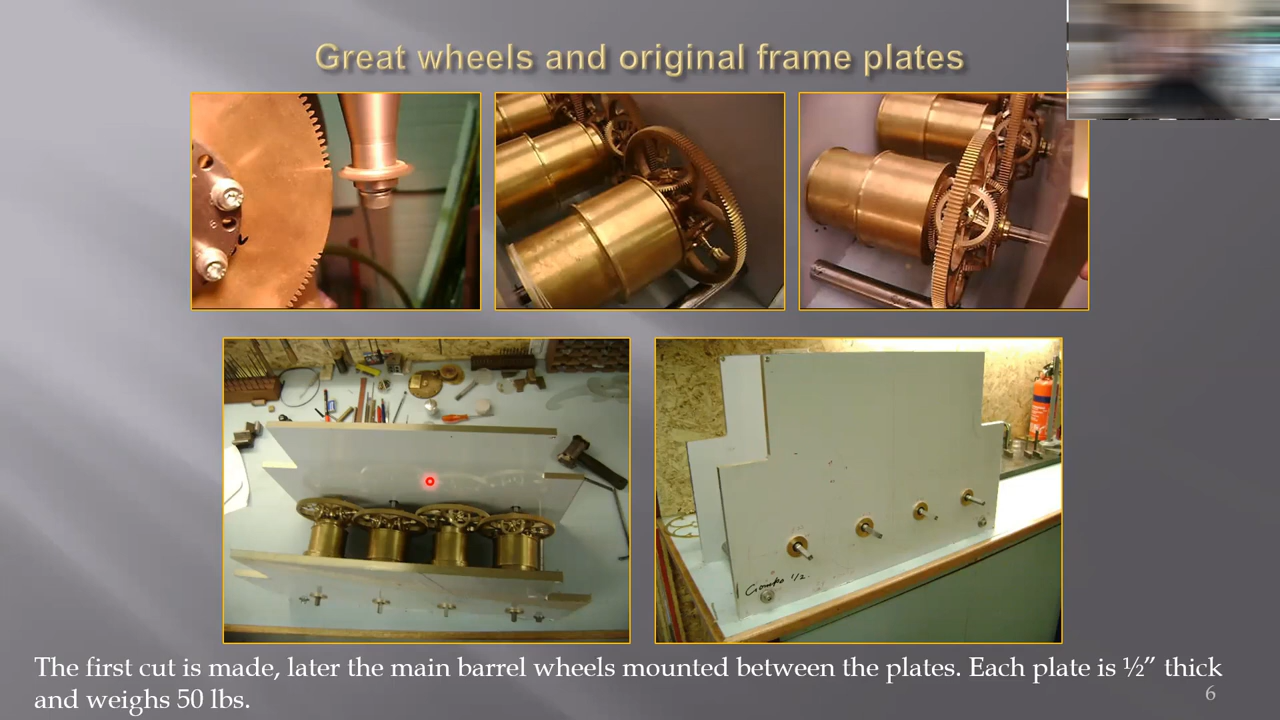 Great wheels and original frame plates
The first cut is made, later the main barrel wheels mounted between the plates. Each plate is ½” thick
and weighs 50 lbs.
6